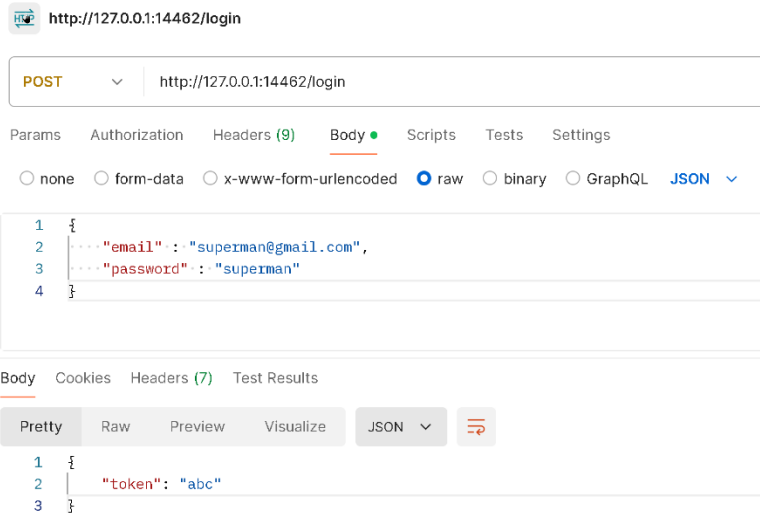 HTTP http://127.0.0.1:14462/login
POST http://127.0.0.1:14462/login
Params Authorization Headers (9) Body Scripts Tests Settings
none form-data x-www-form-urlencoded raw binary GraphQL JSON
1 {
2 "email" : "superman@gmail.com",
3 "password" : "superman"
4 }
Body Cookies Headers (7) Test Results
Pretty Raw Preview Visualize JSON
1 {
2 "token": "abc"
3 }